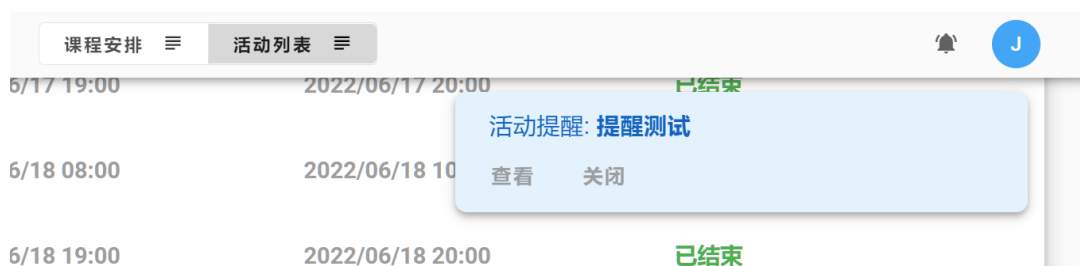 课程安排 活动列表 J
6/17 19:00 2022/06/17 20:00 已结束
活动提醒: 提醒测试
6/18 08:00 2022/06/18 10 查看 关闭
6/18 19:00 2022/06/18 20:00 已结束